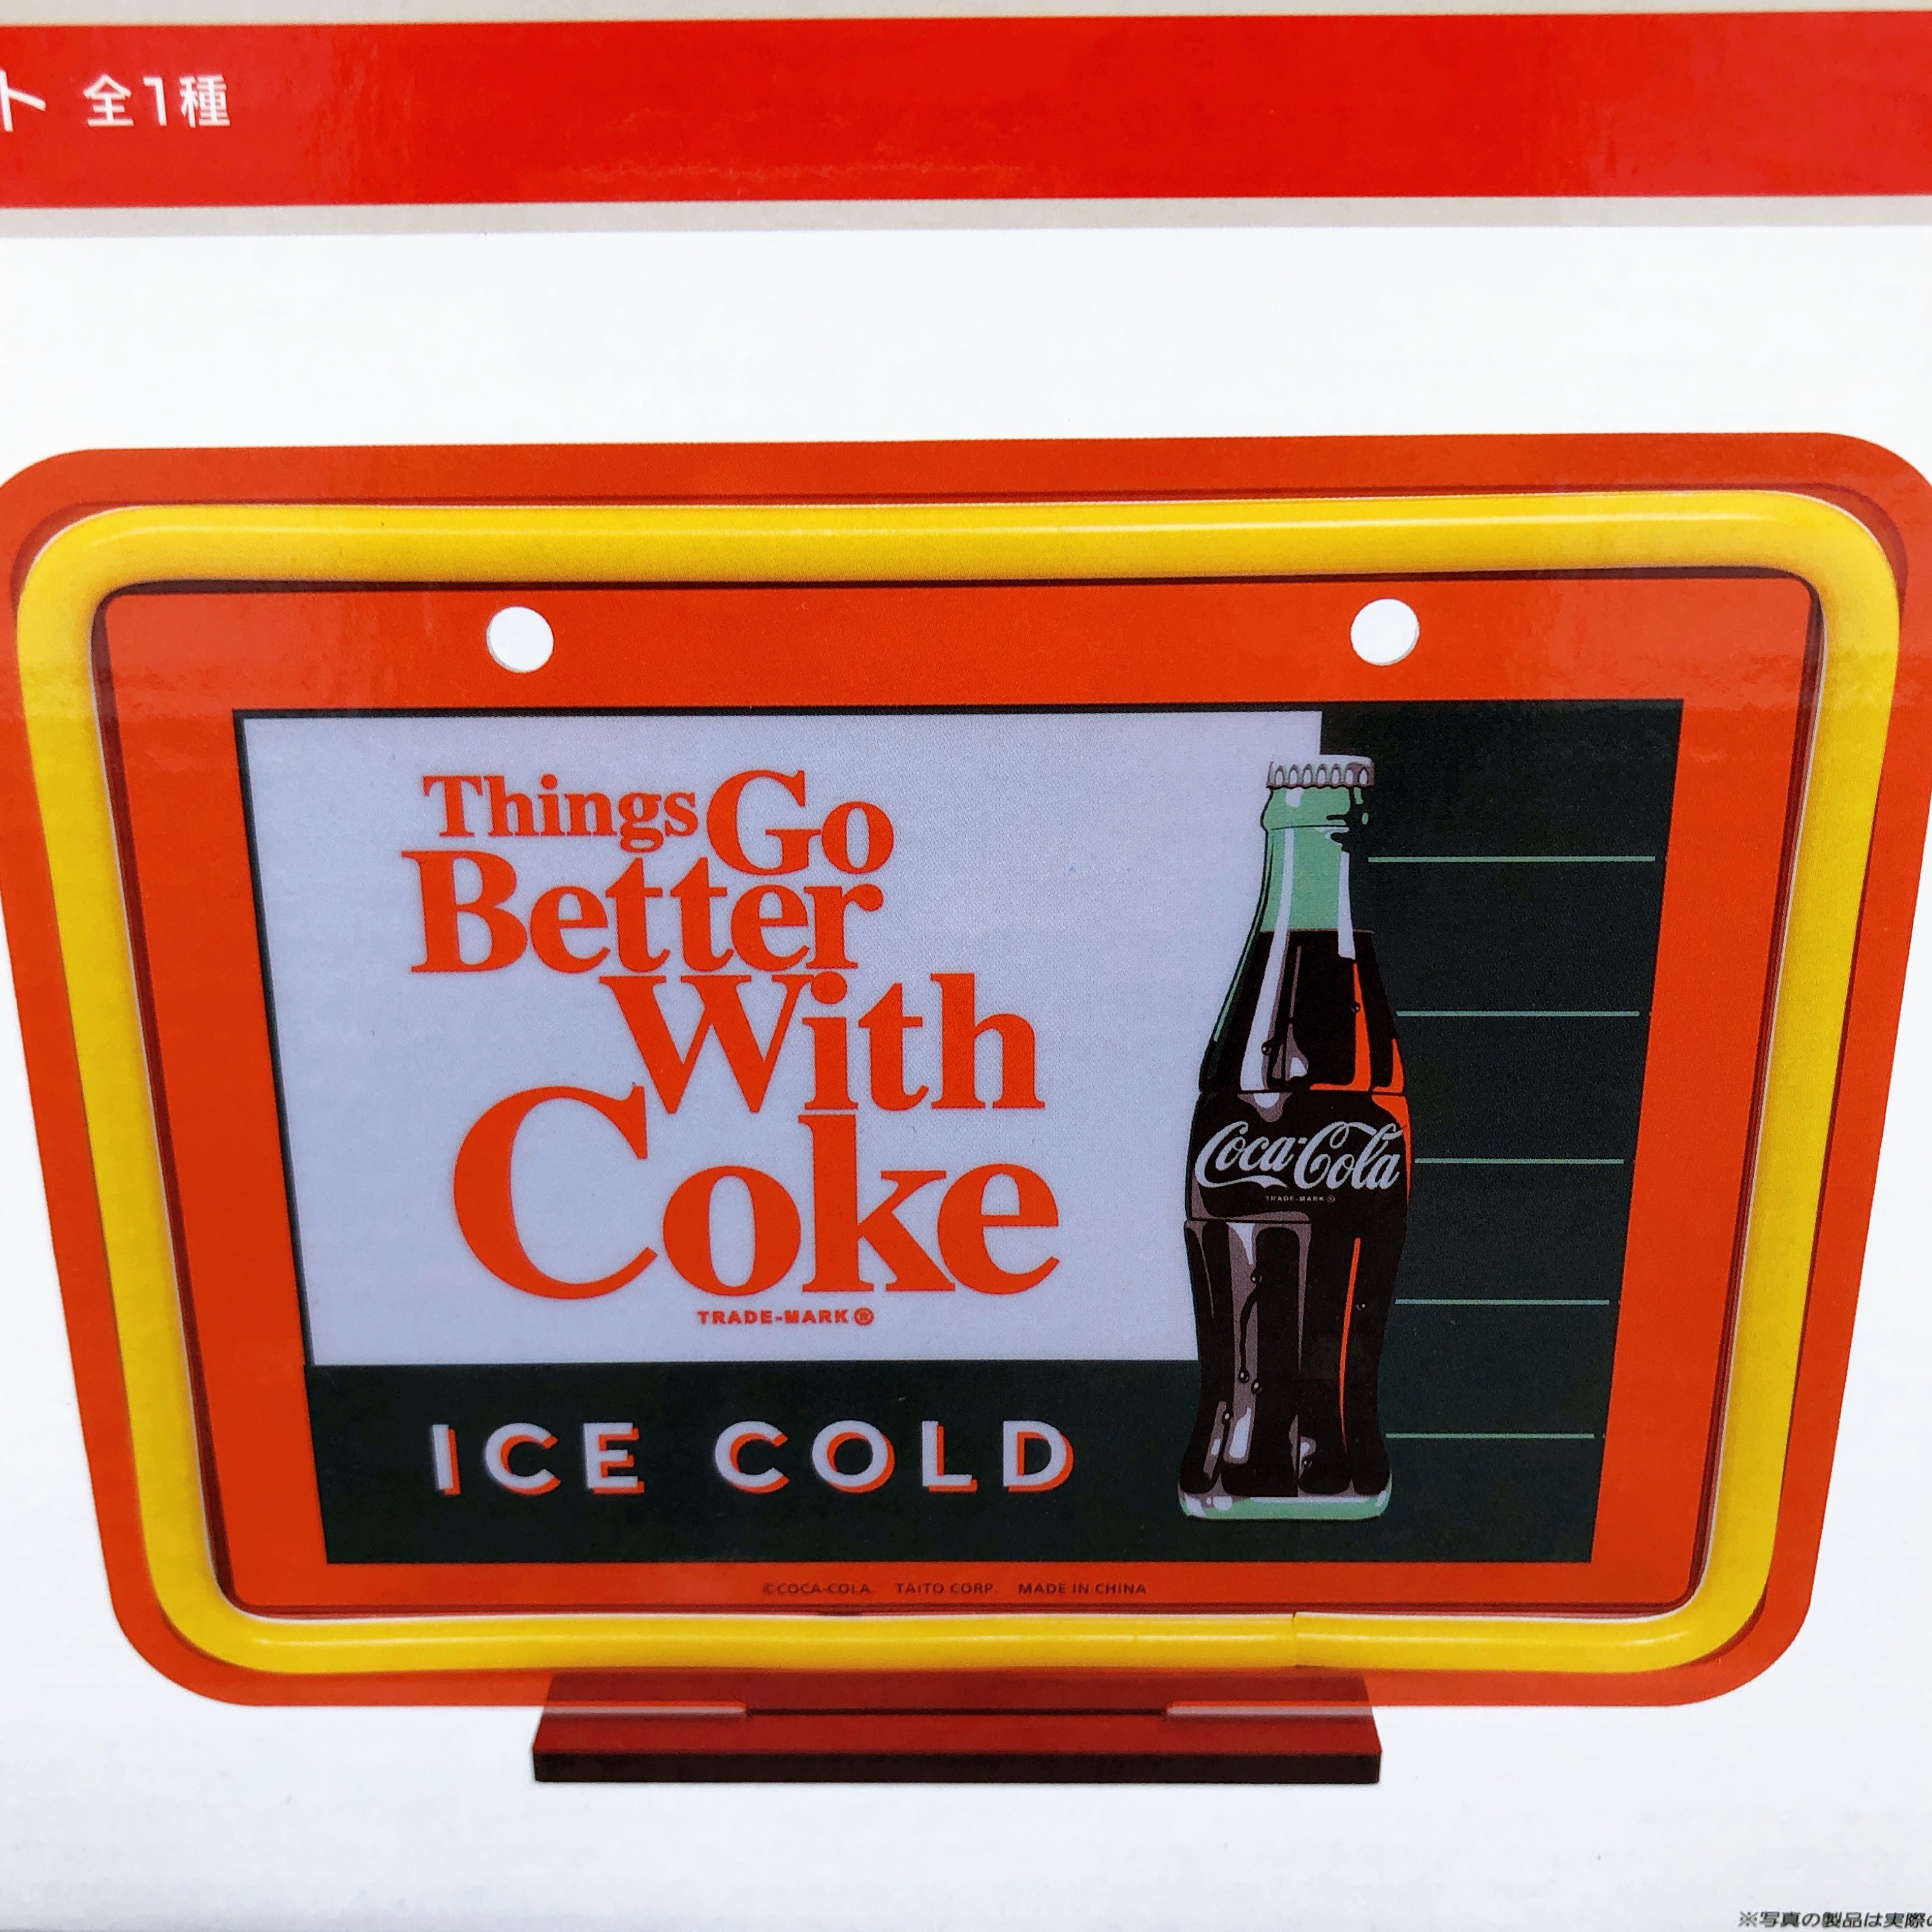 ト 全1種
Things Go
Better
With
Coke
TRADE-MARK ®
Coca-Cola
TRADE-MARK ®
ICE COLD
©COCA-COLA. TAITO CORP. MADE IN CHINA
※写真の製品は実際の